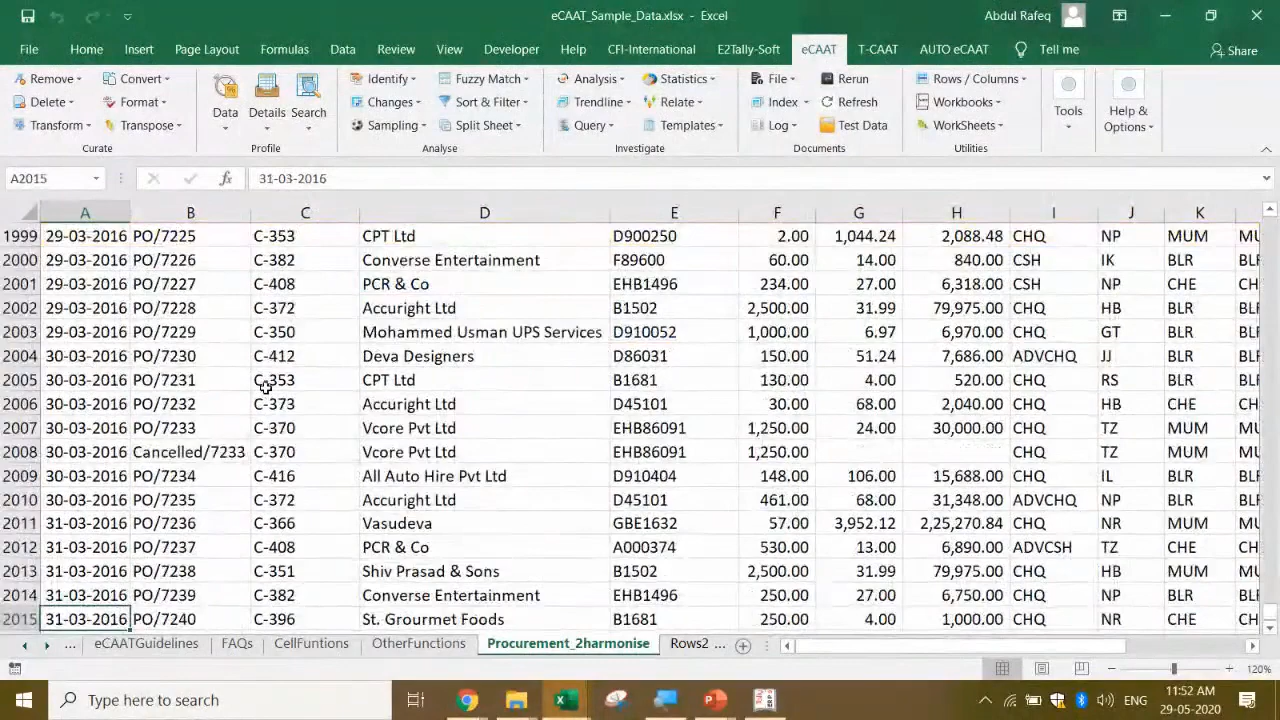 eCAAT_Sample_Data.xlsx - Excel Abdul Rafeq
File Home Insert Page Layout Formulas Data Review View Developer Help CFI-International E2Tally-Soft eCAAT T-CAAT AUTO eCAAT Tell me Share
Remove Convert Identify Fuzzy Match Analysis Statistics File Rerun Rows / Columns
Delete Format Data Details Search Changes Sort & Filter Trendline Relate Index Refresh Workbooks Tools Help &
Transform Transpose Sampling Split Sheet Query Templates Log Test Data WorkSheets Options
Curate Profile Analyse Investigate Documents Utilities
A2015 fx 31-03-2016
A B C D E F G H I J K
1999 29-03-2016 PO/7225 C-353 CPT Ltd D900250 2.00 1,044.24 2,088.48 CHQ NP MUM MU
2000 29-03-2016 PO/7226 C-382 Converse Entertainment F89600 60.00 14.00 840.00 CSH IK BLR BLR
2001 29-03-2016 PO/7227 C-408 PCR & Co EHB1496 234.00 27.00 6,318.00 CSH NP CHE CH
2002 29-03-2016 PO/7228 C-372 Accuright Ltd B1502 2,500.00 31.99 79,975.00 CHQ HB BLR BLR
2003 29-03-2016 PO/7229 C-350 Mohammed Usman UPS Services D910052 1,000.00 6.97 6,970.00 CHQ GT BLR BLR
2004 30-03-2016 PO/7230 C-412 Deva Designers D86031 150.00 51.24 7,686.00 ADVCHQ JJ BLR BLR
2005 30-03-2016 PO/7231 C-353 CPT Ltd B1681 130.00 4.00 520.00 CHQ RS BLR BLR
2006 30-03-2016 PO/7232 C-373 Accuright Ltd D45101 30.00 68.00 2,040.00 CHQ HB CHE CH
2007 30-03-2016 PO/7233 C-370 Vcore Pvt Ltd EHB86091 1,250.00 24.00 30,000.00 CHQ TZ MUM MU
2008 30-03-2016 Cancelled/7233 C-370 Vcore Pvt Ltd EHB86091 1,250.00 CHQ TZ MUM MU
2009 30-03-2016 PO/7234 C-416 All Auto Hire Pvt Ltd D910404 148.00 106.00 15,688.00 CHQ IL BLR BLR
2010 30-03-2016 PO/7235 C-372 Accuright Ltd D45101 461.00 68.00 31,348.00 ADVCHQ NP BLR BLR
2011 31-03-2016 PO/7236 C-366 Vasudeva GBE1632 57.00 3,952.12 2,25,270.84 CHQ NR MUM MU
2012 31-03-2016 PO/7237 C-408 PCR & Co A000374 530.00 13.00 6,890.00 ADVCSH TZ CHE CH
2013 31-03-2016 PO/7238 C-351 Shiv Prasad & Sons B1502 2,500.00 31.99 79,975.00 CHQ HB MUM MU
2014 31-03-2016 PO/7239 C-382 Converse Entertainment EHB1496 250.00 27.00 6,750.00 CHQ NP BLR BLR
2015 31-03-2016 PO/7240 C-396 St. Grourmet Foods B1681 250.00 4.00 1,000.00 CHQ NR CHE CH
... eCAATGuidelines FAQs CellFuntions OtherFunctions Procurement_2harmonise Rows2 ...
120%
Type here to search ENG 11:52 AM
29-05-2020